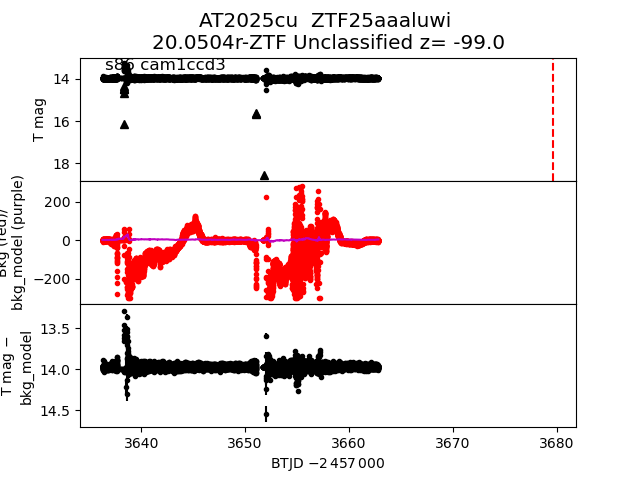 AT2025cu  ZTF25aaaluwi
20.0504r-ZTF Unclassified z= -99.0
s86 cam1ccd3
14
16
18
T mag
200
0
−200
Bkg (red)/
bkg_model (purple)
13.5
14.0
14.5
T mag −
bkg_model
3640
3650
3660
3670
3680
BTJD −2 457 000